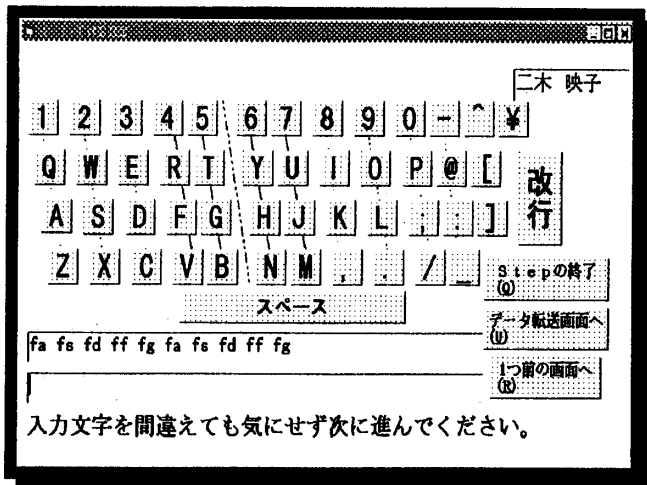 二木 映子
1 2 3 4 5 6 7 8 9 0 - ^ ¥
Q W E R T Y U I O P @ [
改行
A S D F G H J K L ; : ]
Z X C V B N M , . / _
Stepの終了
(Q)
スペース
データ転送画面へ
(U)
fa fs fd ff fg fa fs fd ff fg
1つ前の画面へ
(R)
入力文字を間違えても気にせず次に進んでください。